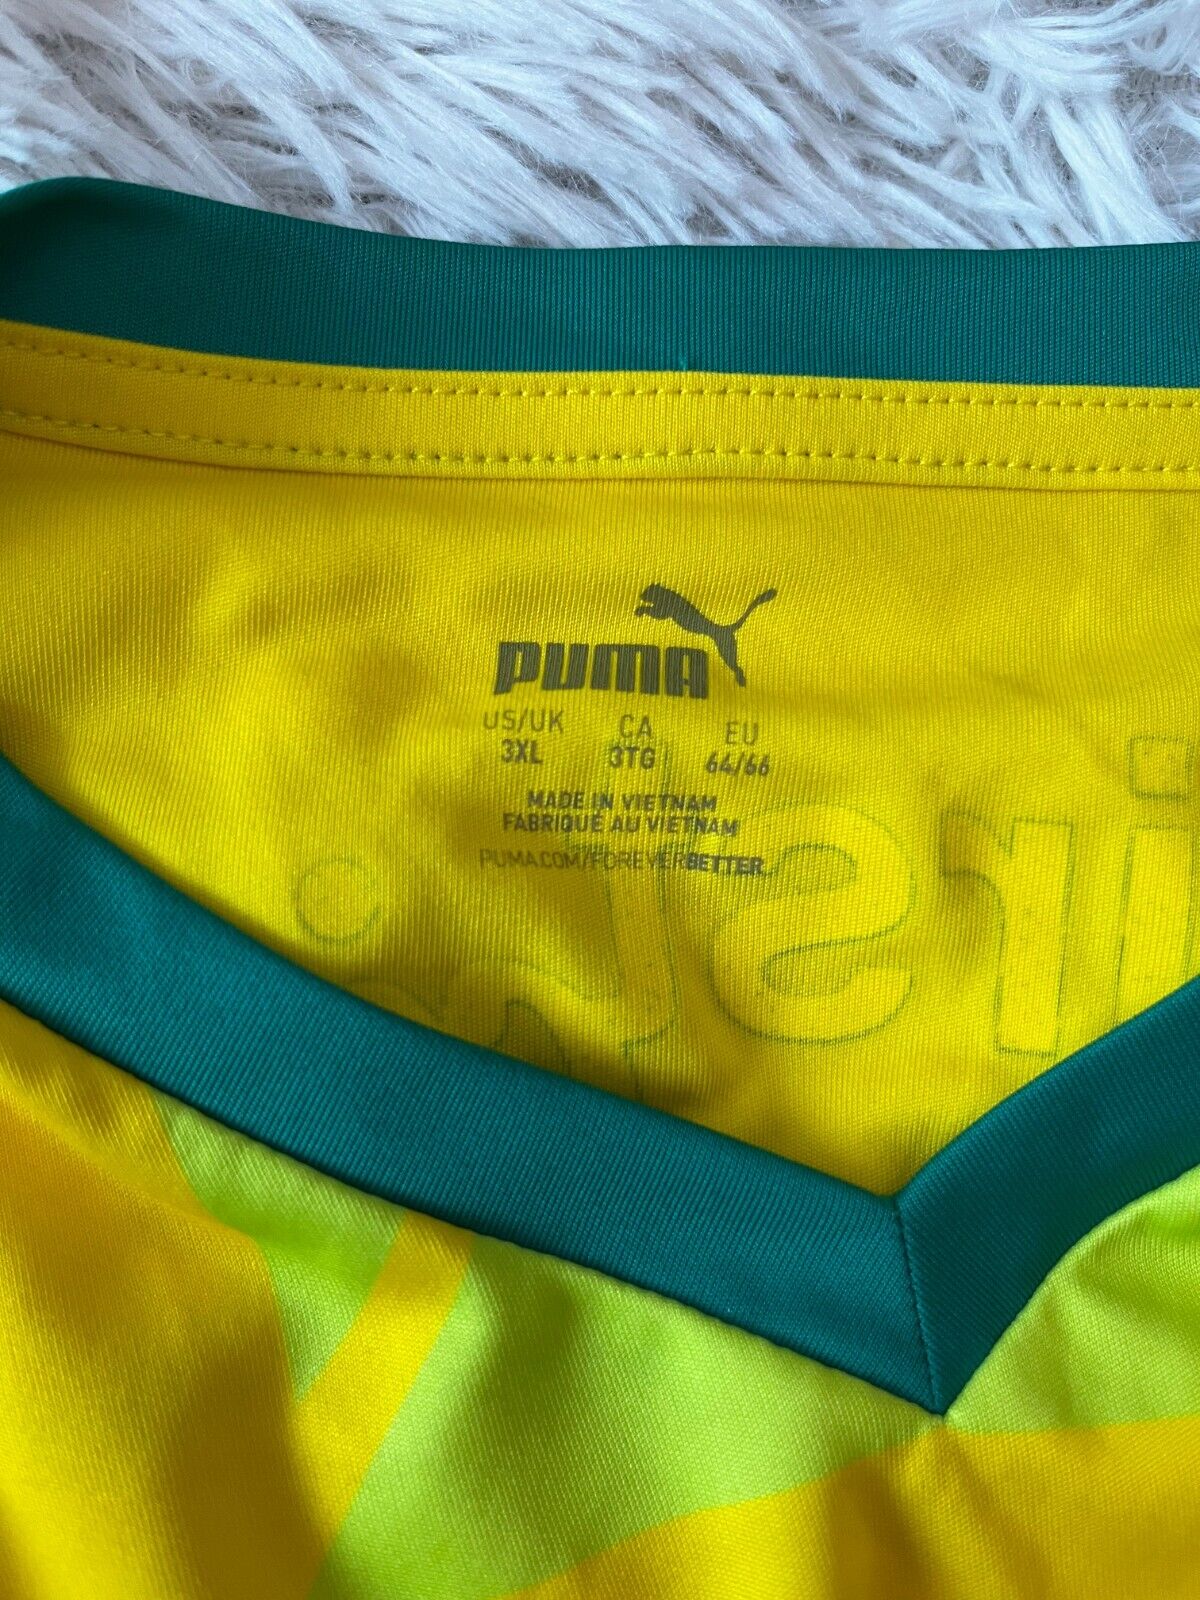 PUMA
US/UK CA EU
3XL 3TG 64/66
MADE IN VIETNAM
FABRIQUÉ AU VIETNAM
PUMA.COM/FOREVERBETTER